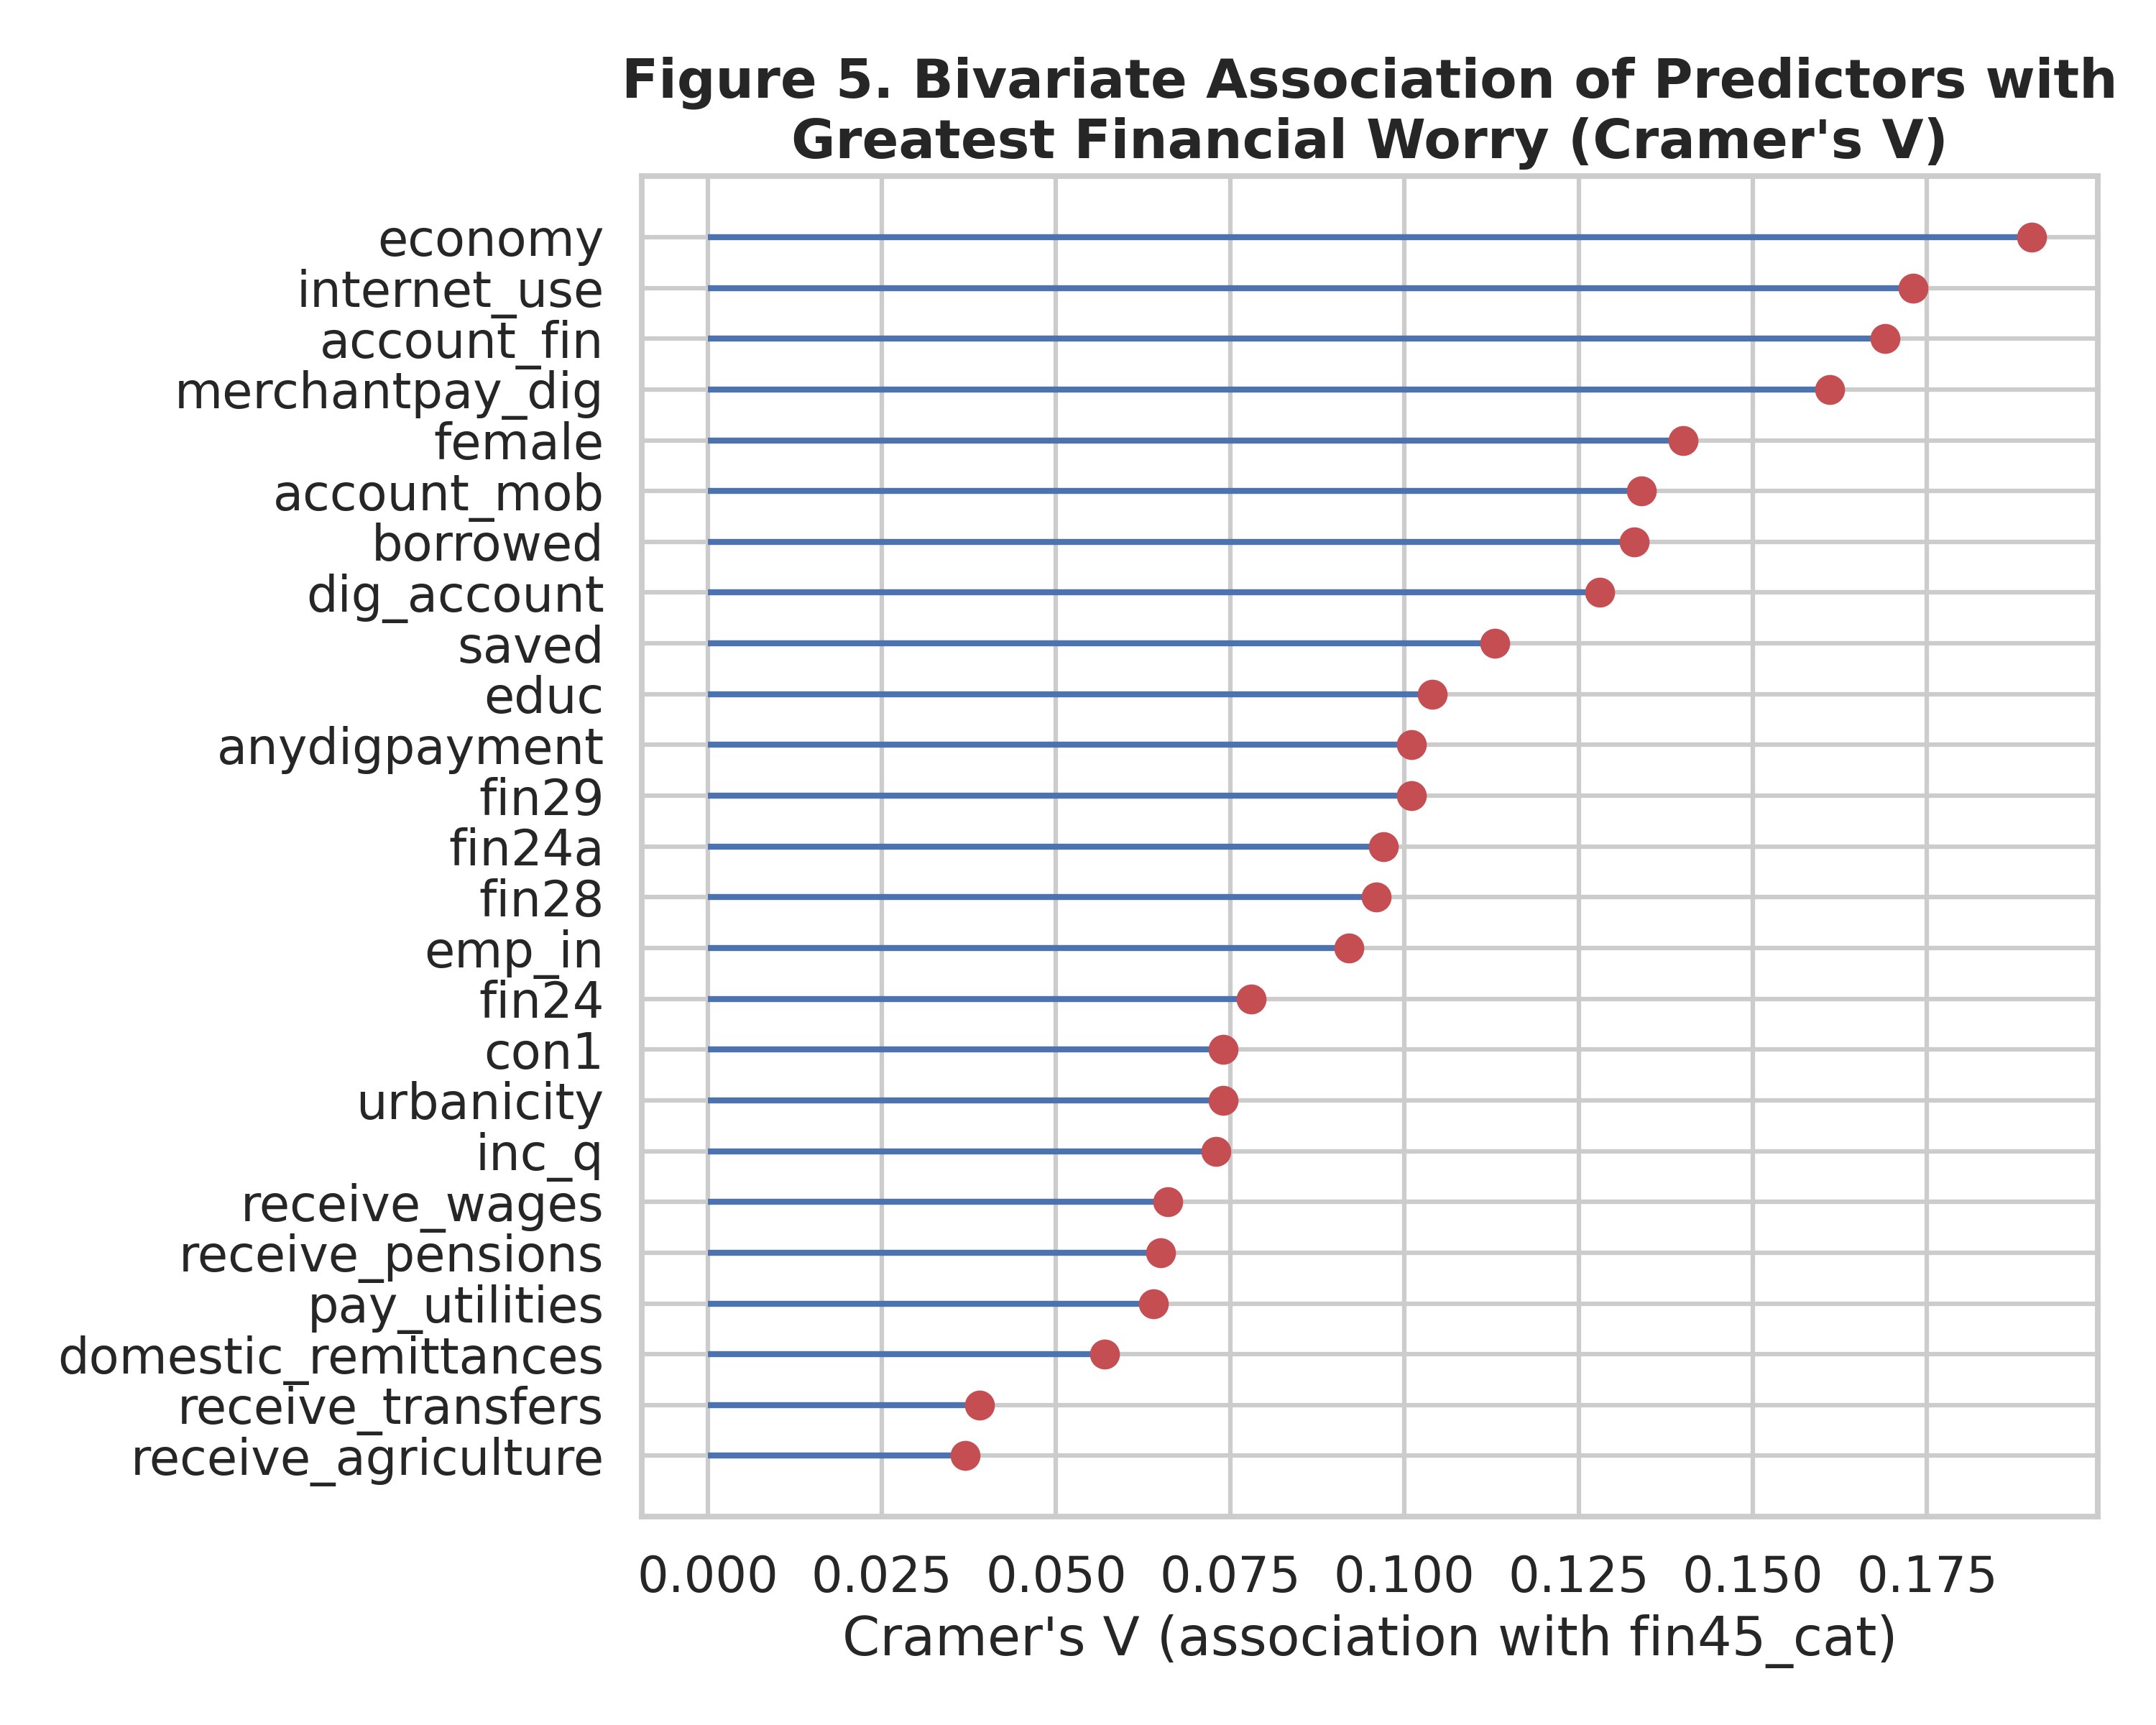 Figure 5. Bivariate Association of Predictors with
Greatest Financial Worry (Cramer's V)
economy
internet_use
account_fin
merchantpay_dig
female
account_mob
borrowed
dig_account
saved
educ
anydigpayment
fin29
fin24a
fin28
emp_in
fin24
con1
urbanicity
inc_q
receive_wages
receive_pensions
pay_utilities
domestic_remittances
receive_transfers
receive_agriculture
0.000 0.025 0.050 0.075 0.100 0.125 0.150 0.175
Cramer's V (association with fin45_cat)